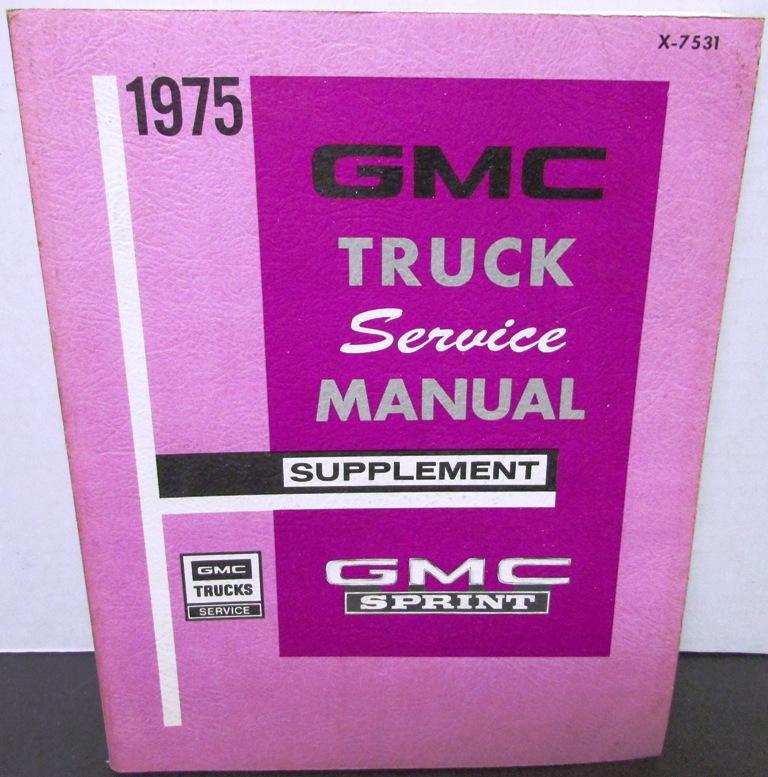 X-7531
1975
GMC
TRUCK
Service
MANUAL
SUPPLEMENT
GMC
TRUCKS
SERVICE
GMC
SPRINT